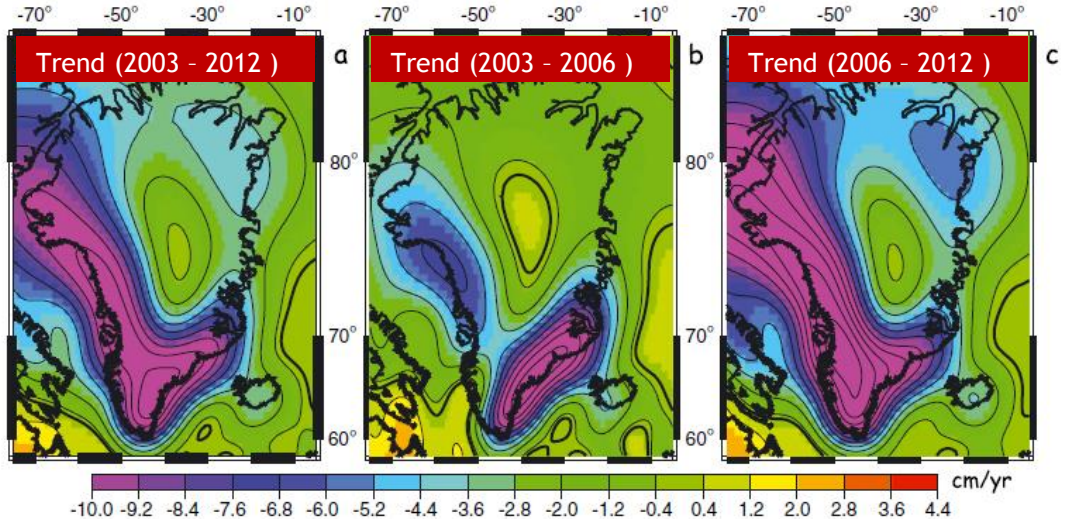 -70° -50° -30° -10° -70° -50° -30° -10° -70° -50° -30° -10°
Trend (2003 - 2012 ) a Trend (2003 - 2006 ) b Trend (2006 - 2012 ) c
80° 80°
70° 70°
60° 60°
-10.0 -9.2 -8.4 -7.6 -6.8 -6.0 -5.2 -4.4 -3.6 -2.8 -2.0 -1.2 -0.4 0.4 1.2 2.0 2.8 3.6 4.4 cm/yr